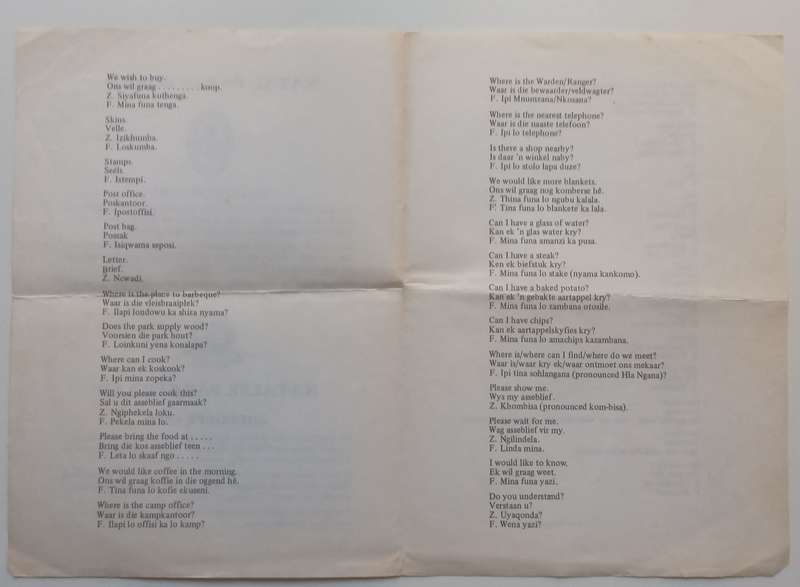 We wish to buy.
Ons wil graag . . . . . . . . . koop.
Z. Siyafuna kuthenga.
F. Mina funa tenga.
Skins.
Velle.
Z. Izikhumba.
F. Loskumba.
Stamps.
Seëls.
F. Istempi.
Post office.
Poskantoor.
F. Ipostoffisi.
Post bag.
Possak
F. Isiqwama seposi.
Letter.
Brief.
Z. Ncwadi.
Where is the place to barbeque?
Waar is die vleisbraaiplek?
F. Ilapi londowu ka shisa nyama?
Does the park supply wood?
Voorsien die park hout?
F. Loinkuni yena konalapa?
Where can I cook?
Waar kan ek koskook?
F. Ipi mina zopeka?
Will you please cook this?
Sal u dit asseblief gaarmaak?
Z. Ngiphekela loku.
F. Pekela mina lo.
Please bring the food at . . . . .
Bring die kos asseblief teen . . .
F. Leta lo skaaf ngo . . . . .
We would like coffee in the morning.
Ons wil graag koffie in die oggend hê.
F. Tina funa lo kofie ekuseni.
Where is the camp office?
Waar is die kampkantoor?
F. Ilapi lo offisi ka lo kamp?
Where is the Warden/Ranger?
Waar is die bewaarder/veldwagter?
F. Ipi Mnumzana/Nkosana?
Where is the nearest telephone?
Waar is die naaste telefoon?
F. Ipi lo telephone?
Is there a shop nearby?
Is daar 'n winkel naby?
F. Ipi lo stolo lapa duze?
We would like more blankets.
Ons wil graag nog komberse hê.
Z. Thina funa lo ngubu kalala.
F. Tina funa lo blankete ka lala.
Can I have a glass of water?
Kan ek 'n glas water kry?
F. Mina funa amanzi ka pusa.
Can I have a steak?
Ken ek biefstuk kry?
F. Mina funa lo stake (nyama kankomo).
Can I have a baked potato?
Kan ek 'n gebakte aartappel kry?
F. Mina funa lo zambana otosile.
Can I have chips?
Kan ek aartappelskyfies kry?
F. Mina funa lo amachips kazambana.
Where is/where can I find/where do we meet?
Waar is/waar kry ek/waar ontmoet ons mekaar?
F. Ipi tina sohlangana (pronounced Hla Ngana)?
Please show me.
Wys my asseblief.
Z. Khombisa (pronounced kom-bisa).
Please wait for me.
Wag asseblief vir my.
Z. Ngilindela.
F. Linda mina.
I would like to know.
Ek wil graag weet.
F. Mina funa yazi.
Do you understand?
Verstaan u?
Z. Uyaqonda?
F. Wena yazi?